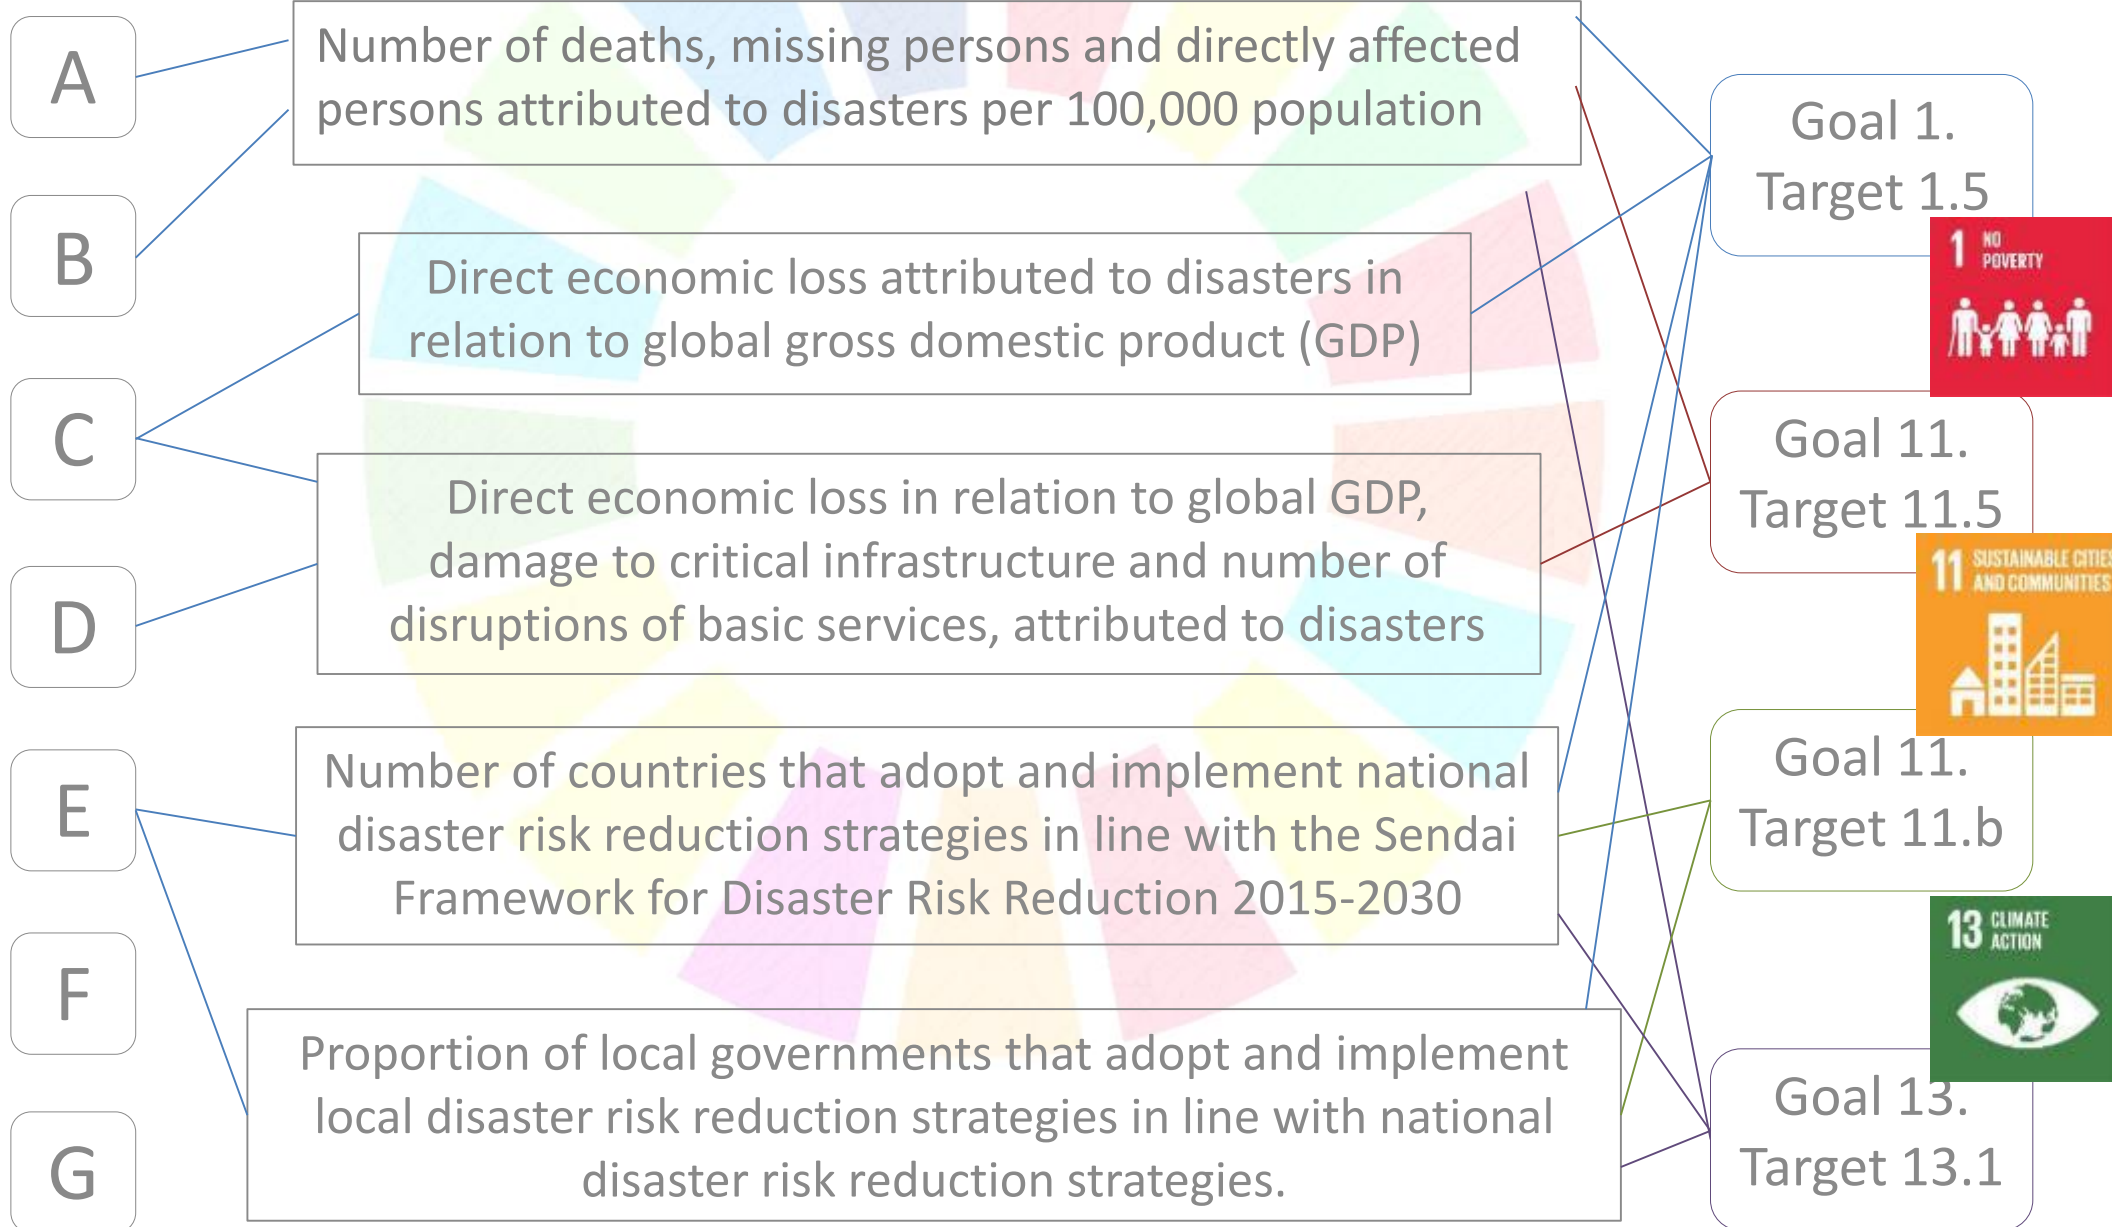 A
B
C
D
E
F
G
Number of deaths, missing persons and directly affected
persons attributed to disasters per 100,000 population
Direct economic loss attributed to disasters in
relation to global gross domestic product (GDP)
Direct economic loss in relation to global GDP,
damage to critical infrastructure and number of
disruptions of basic services, attributed to disasters
Number of countries that adopt and implement national
disaster risk reduction strategies in line with the Sendai
Framework for Disaster Risk Reduction 2015-2030
Proportion of local governments that adopt and implement
local disaster risk reduction strategies in line with national
disaster risk reduction strategies.
Goal 1.
Target 1.5
1 NO
POVERTY
Goal 11.
Target 11.5
11 SUSTAINABLE CITIES
AND COMMUNITIES
Goal 11.
Target 11.b
13 CLIMATE
ACTION
Goal 13.
Target 13.1